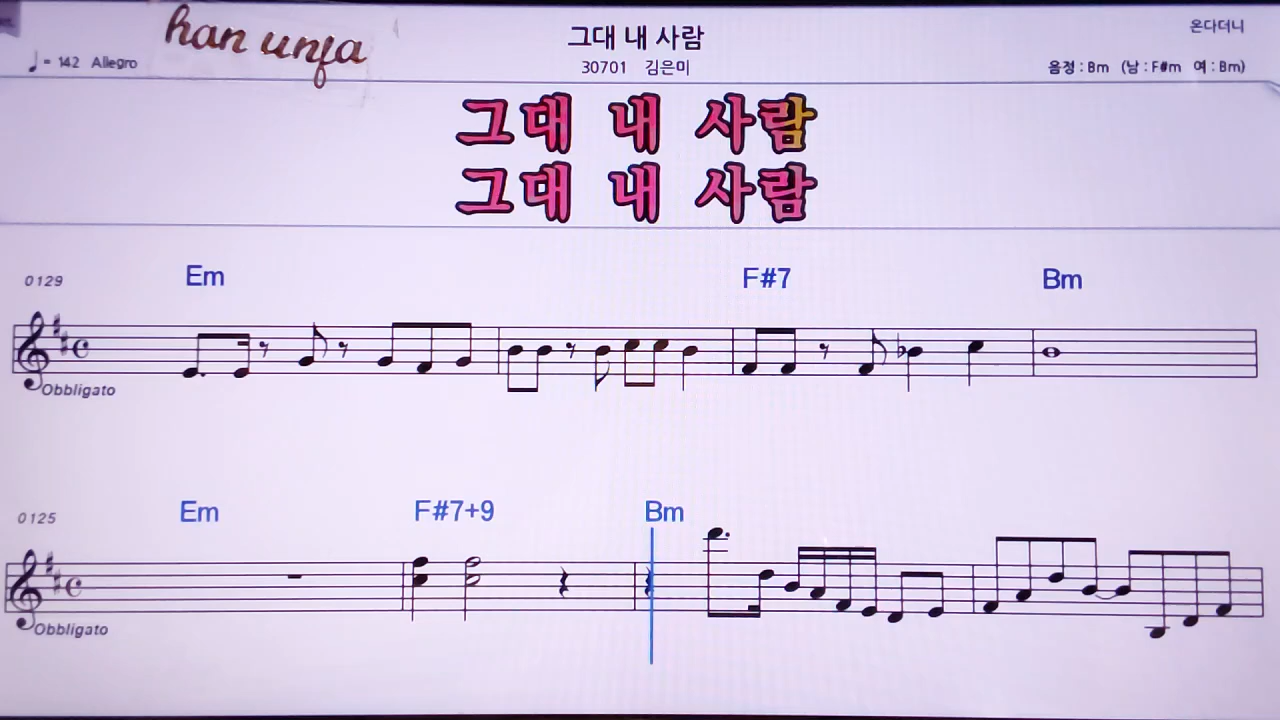 han unja
그대 내 사람
온다더니
♩= 142 Allegro
30701 김은미
음정 : Bm (남 : F#m 여 : Bm)
그대 내 사람
그대 내 사람
0129 Em F#7 Bm
Obbligato
0125 Em F#7+9 Bm
Obbligato